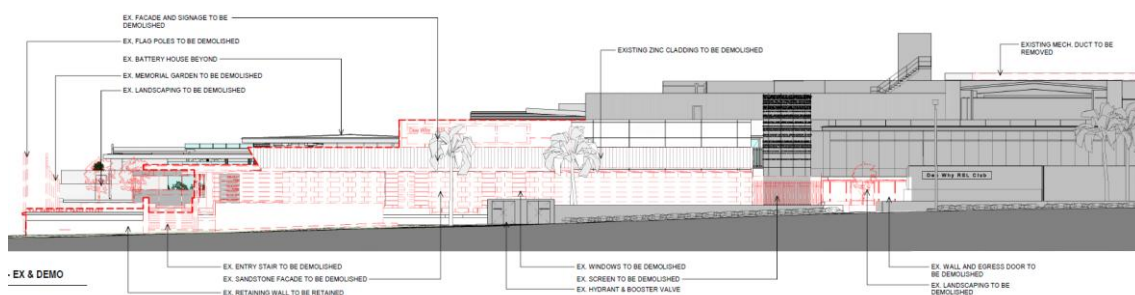 EX. FACADE AND SIGNAGE TO BE
DEMOLISHED
EX. FLAG POLES TO BE DEMOLISHED
EX. BATTERY HOUSE BEYOND
EX. MEMORIAL GARDEN TO BE DEMOLISHED
EX. LANDSCAPING TO BE DEMOLISHED
EXISTING ZINC CLADDING TO BE DEMOLISHED
EXISTING MECH. DUCT TO BE
REMOVED
Dee Why
Dee Why RSL Club
- EX & DEMO
EX. ENTRY STAIR TO BE DEMOLISHED
EX. SANDSTONE FACADE TO BE DEMOLISHED
EX. RETAINING WALL TO BE RETAINED
EX. WINDOWS TO BE DEMOLISHED
EX. SCREEN TO BE DEMOLISHED
EX. HYDRANT & BOOSTER VALVE
EX. WALL AND EGRESS DOOR TO
BE DEMOLISHED
EX. LANDSCAPING TO BE
DEMOLISHED